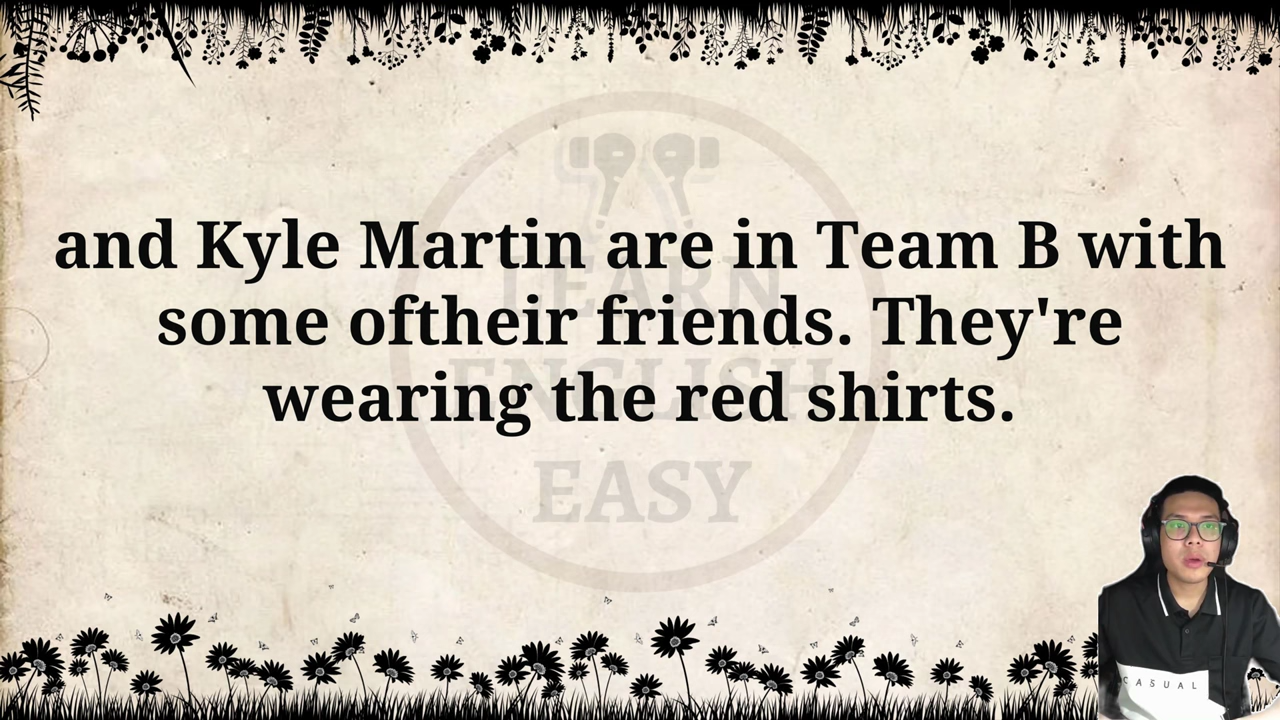 and Kyle Martin are in Team B with
some oftheir friends. They're
wearing the red shirts.
LEARN
ENGLISH
EASY
CASUAL